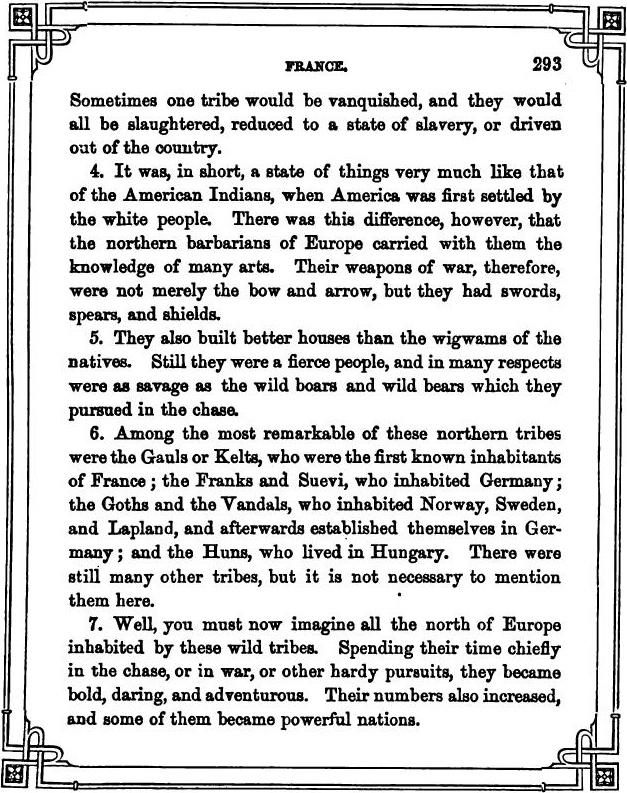 FRANCE. 293
Sometimes one tribe would be vanquished, and they would
all be slaughtered, reduced to a state of slavery, or driven
out of the country.
4. It was, in short, a state of things very much like that
of the American Indians, when America was first settled by
the white people. There was this difference, however, that
the northern barbarians of Europe carried with them the
knowledge of many arts. Their weapons of war, therefore,
were not merely the bow and arrow, but they had swords,
spears, and shields.
5. They also built better houses than the wigwams of the
natives. Still they were a fierce people, and in many respects
were as savage as the wild boars and wild bears which they
pursued in the chase.
6. Among the most remarkable of these northern tribes
were the Gauls or Kelts, who were the first known inhabitants
of France; the Franks and Suevi, who inhabited Germany;
the Goths and the Vandals, who inhabited Norway, Sweden,
and Lapland, and afterwards established themselves in Ger-
many; and the Huns, who lived in Hungary. There were
still many other tribes, but it is not necessary to mention
them here.
7. Well, you must now imagine all the north of Europe
inhabited by these wild tribes. Spending their time chiefly
in the chase, or in war, or other hardy pursuits, they became
bold, daring, and adventurous. Their numbers also increased,
and some of them became powerful nations.